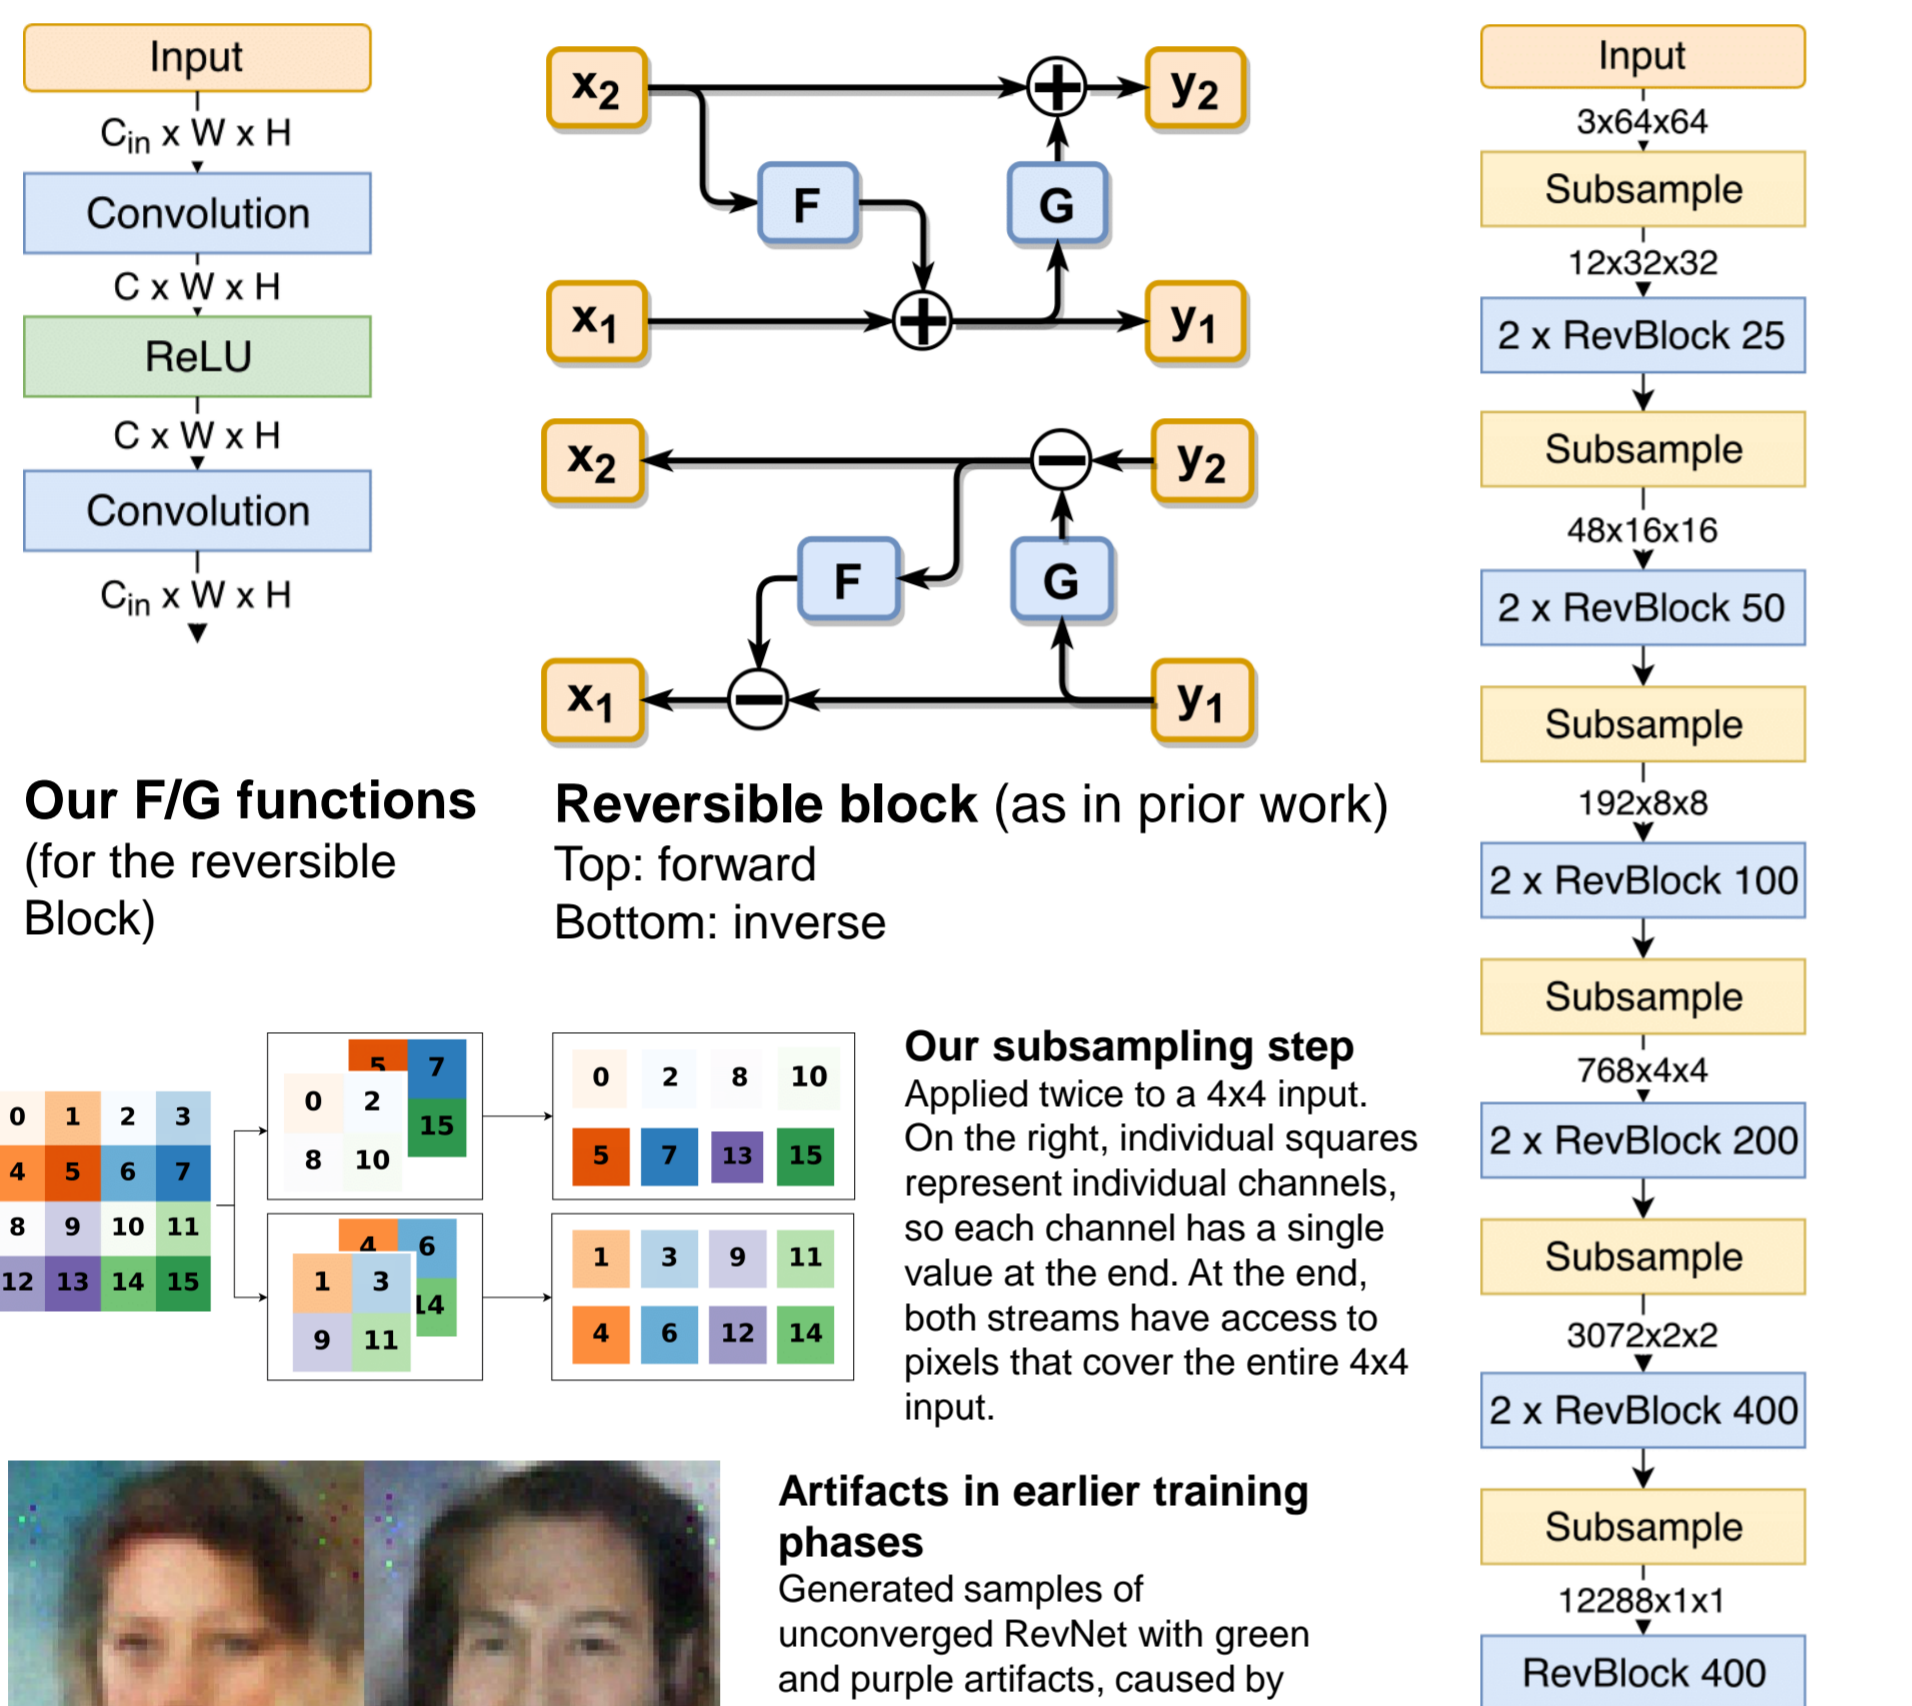 Input
C_in x W x H
Convolution
C x W x H
ReLU
C x W x H
Convolution
C_in x W x H
Our F/G functions
(for the reversible
Block)
x2
y2
F
G
x1
y1
x2
y2
F
G
x1
y1
Reversible block (as in prior work)
Top: forward
Bottom: inverse
0 1 2 3
4 5 6 7
8 9 10 11
12 13 14 15
5 7
0 2
15
8 10
4 6
1 3
14
9 11
0 2 8 10
5 7 13 15
1 3 9 11
4 6 12 14
Our subsampling step
Applied twice to a 4x4 input.
On the right, individual squares
represent individual channels,
so each channel has a single
value at the end. At the end,
both streams have access to
pixels that cover the entire 4x4
input.
Artifacts in earlier training
phases
Generated samples of
unconverged RevNet with green
and purple artifacts, caused by
Input
3x64x64
Subsample
12x32x32
2 x RevBlock 25
Subsample
48x16x16
2 x RevBlock 50
Subsample
192x8x8
2 x RevBlock 100
Subsample
768x4x4
2 x RevBlock 200
Subsample
3072x2x2
2 x RevBlock 400
Subsample
12288x1x1
RevBlock 400